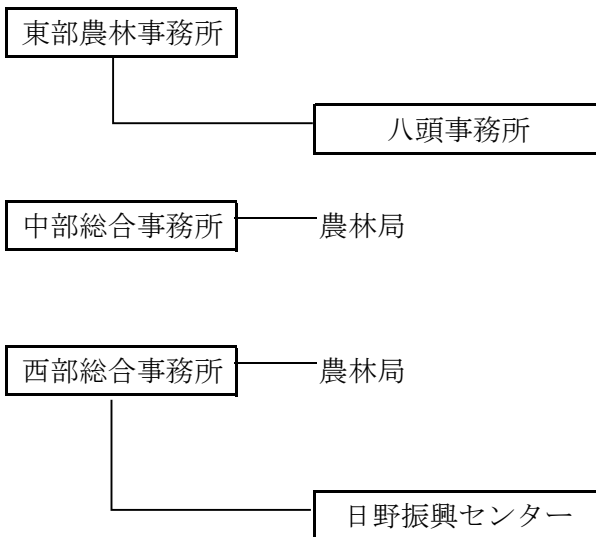 東部農林事務所
八頭事務所
中部総合事務所
農林局
西部総合事務所
農林局
日野振興センター